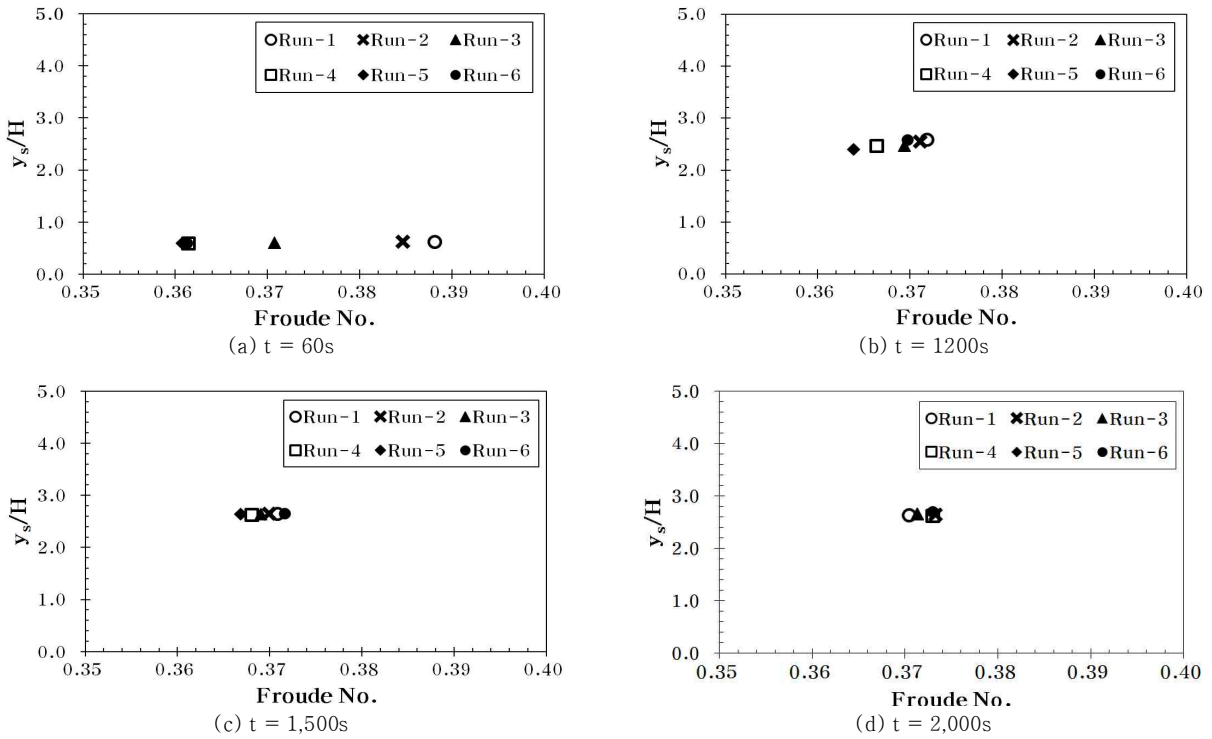 5.0
4.0
3.0
2.0
1.0
0.0
y_s/H
Run-1 Run-2 Run-3
Run-4 Run-5 Run-6
0.35 0.36 0.37 0.38 0.39 0.40
Froude No.
(a) t = 60s
5.0
4.0
3.0
2.0
1.0
0.0
y_s/H
Run-1 Run-2 Run-3
Run-4 Run-5 Run-6
0.35 0.36 0.37 0.38 0.39 0.40
Froude No.
(b) t = 1200s
5.0
4.0
3.0
2.0
1.0
0.0
y_s/H
Run-1 Run-2 Run-3
Run-4 Run-5 Run-6
0.35 0.36 0.37 0.38 0.39 0.40
Froude No.
(c) t = 1,500s
5.0
4.0
3.0
2.0
1.0
0.0
y_s/H
Run-1 Run-2 Run-3
Run-4 Run-5 Run-6
0.35 0.36 0.37 0.38 0.39 0.40
Froude No.
(d) t = 2,000s